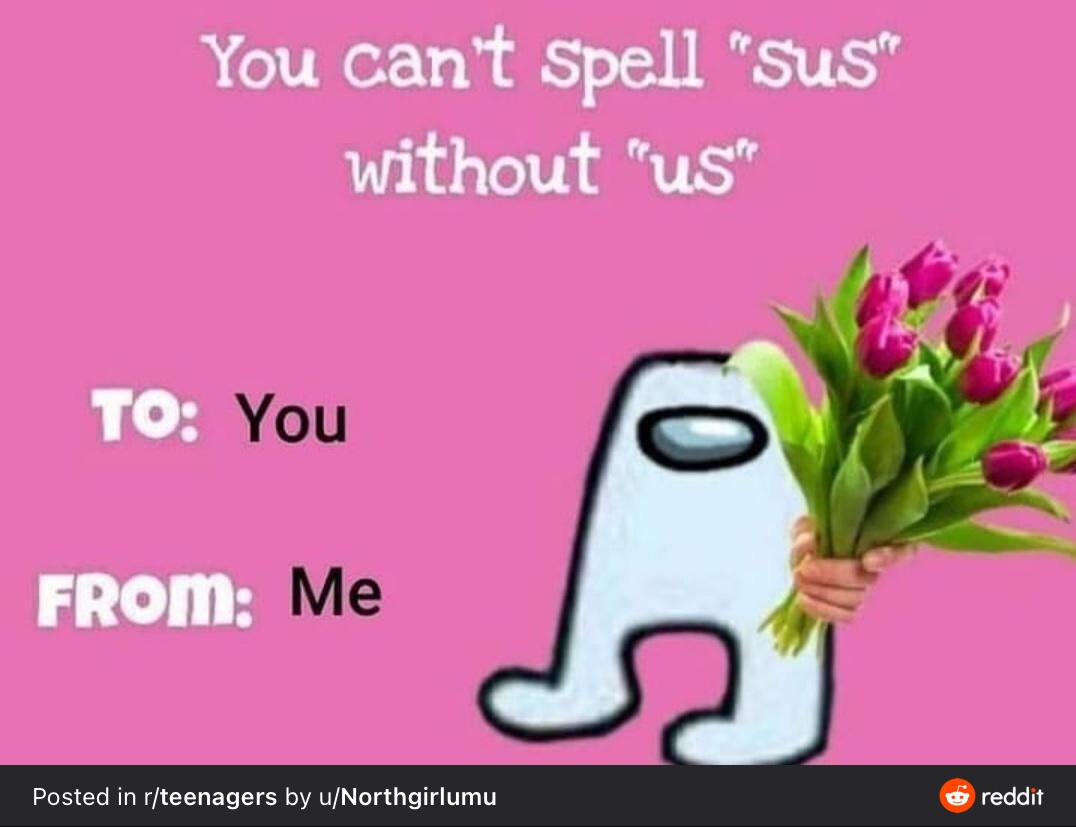 You can't spell "sus"
without "us"
TO: You
FROM: Me
Posted in r/teenagers by u/Northgirlumu
reddit